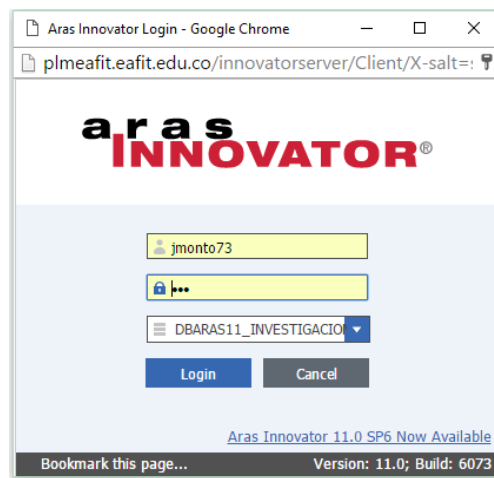 Aras Innovator Login - Google Chrome
plmeafit.eafit.edu.co/innovatorserver/Client/X-salt=
aras
INNOVATOR®
jmonto73
•••
DBARAS11_INVESTIGACIO
Login Cancel
Aras Innovator 11.0 SP6 Now Available
Bookmark this page... Version: 11.0; Build: 6073